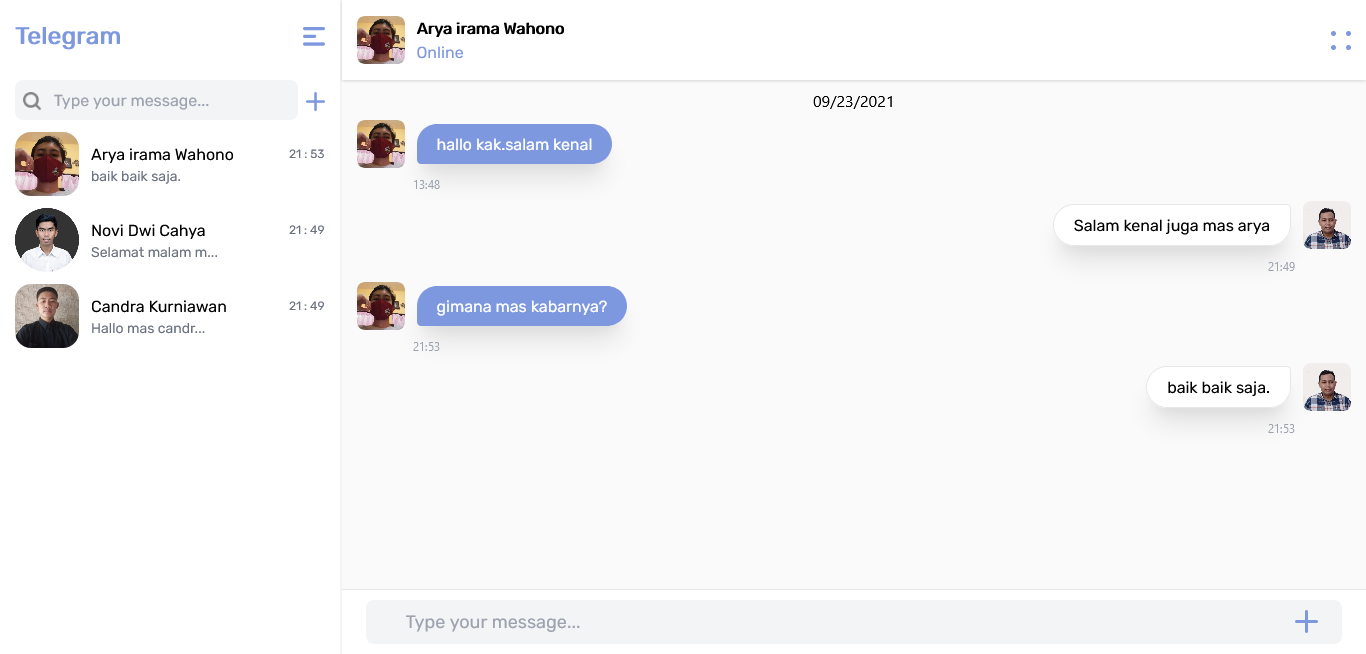 Telegram
Type your message...
Arya irama Wahono
21 : 53
baik baik saja.
Novi Dwi Cahya
21 : 49
Selamat malam m...
Candra Kurniawan
21 : 49
Hallo mas candr...
Arya irama Wahono
Online
09/23/2021
hallo kak.salam kenal
13:48
Salam kenal juga mas arya
21:49
gimana mas kabarnya?
21:53
baik baik saja.
21:53
Type your message...